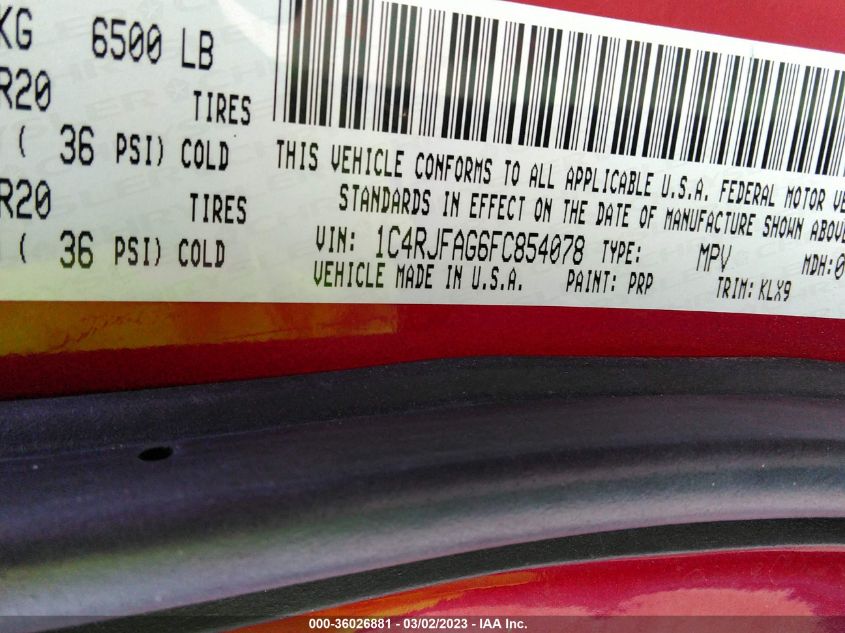 KG 6500 LB
R20 TIRES
( 36 PSI) COLD
R20 TIRES
( 36 PSI) COLD
THIS VEHICLE CONFORMS TO ALL APPLICABLE U.S.A. FEDERAL MOTOR VE
STANDARDS IN EFFECT ON THE DATE OF MANUFACTURE SHOWN ABOVE
VIN: 1C4RJFAG6FC854078 TYPE: MPV MDH:0
VEHICLE MADE IN U.S.A. PAINT: PRP TRIM: KLX9
000-36026881 - 03/02/2023 - IAA Inc.